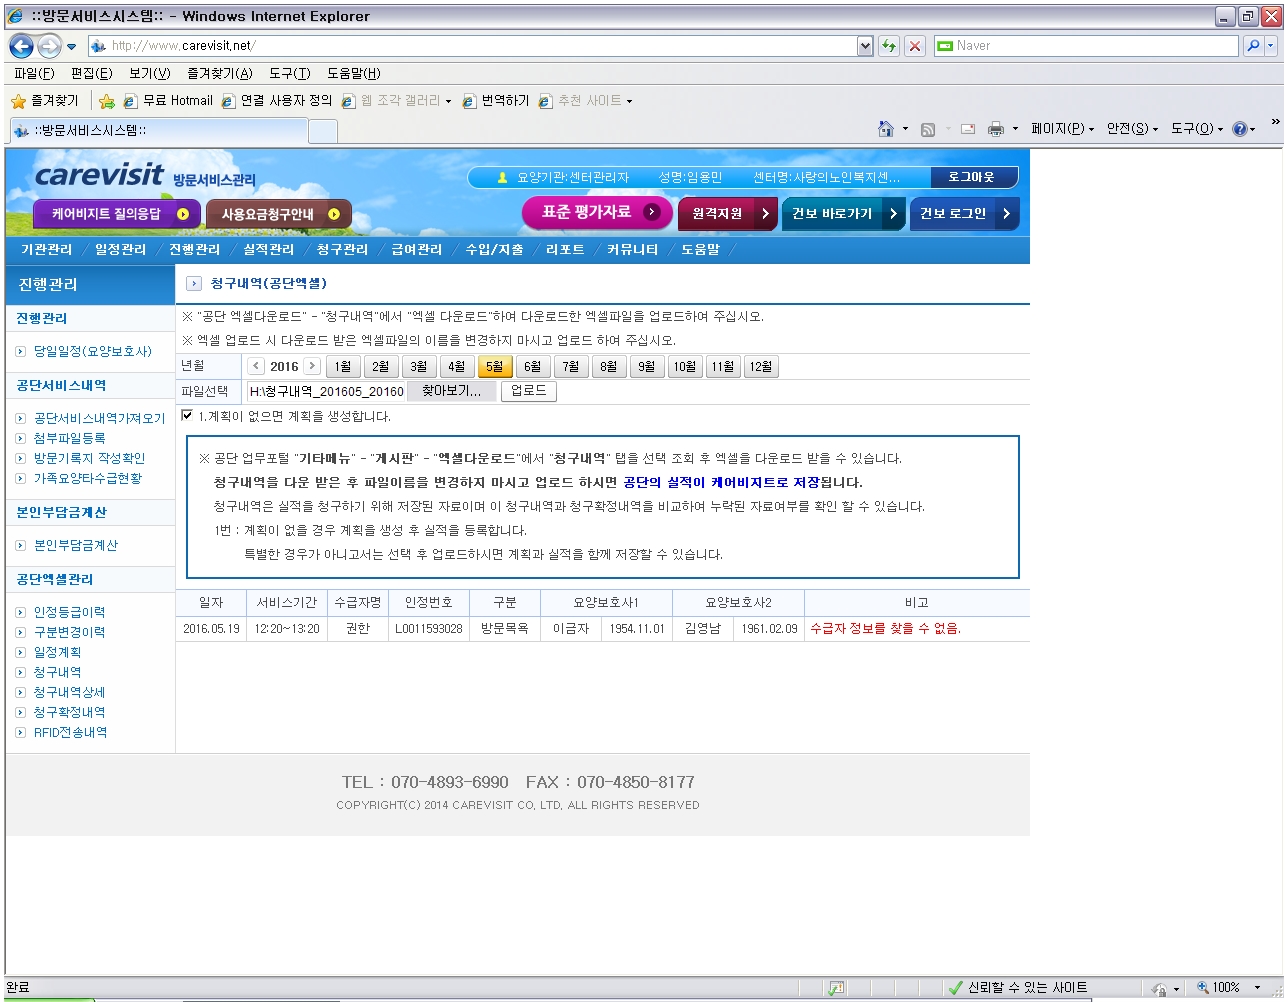 ::방문서비스시스템:: - Windows Internet Explorer
http://www.carevisit.net/
Naver
파일(F) 편집(E) 보기(V) 즐겨찾기(A) 도구(T) 도움말(H)
즐겨찾기 무료 Hotmail 연결 사용자 정의 웹 조각 갤러리 번역하기 추천 사이트
::방문서비스시스템::
페이지(P) 안전(S) 도구(O)
carevisit 방문서비스관리
요양기관:센터관리자 성명:임용민 센터명:사랑의노인복지센... 로그아웃
케어비지트 질의응답 사용요금청구안내 표준 평가자료 원격지원 건보 바로가기 건보 로그인
기관관리 일정관리 진행관리 실적관리 청구관리 급여관리 수입/지출 리포트 커뮤니티 도움말
진행관리
진행관리
당일일정(요양보호사)
공단서비스내역
공단서비스내역가져오기
첨부파일등록
방문기록지 작성확인
가족요양타수급현황
본인부담금계산
본인부담금계산
공단엑셀관리
인정등급이력
구분변경이력
일정계획
청구내역
청구내역상세
청구확정내역
RFID전송내역
청구내역(공단엑셀)
※ "공단 엑셀다운로드" - "청구내역"에서 "엑셀 다운로드"하여 다운로드한 엑셀파일을 업로드하여 주십시오.
※ 엑셀 업로드 시 다운로드 받은 엑셀파일의 이름을 변경하지 마시고 업로드 하여 주십시오.
년월 2016 1월 2월 3월 4월 5월 6월 7월 8월 9월 10월 11월 12월
파일선택 H:\청구내역_201605_20160 찾아보기... 업로드
1.계획이 없으면 계획을 생성합니다.
※ 공단 업무포털 "기타메뉴" - "게시판" - "엑셀다운로드"에서 "청구내역" 탭을 선택 조회 후 엑셀을 다운로드 받을 수 있습니다.
청구내역을 다운 받은 후 파일이름을 변경하지 마시고 업로드 하시면 공단의 실적이 케어비지트로 저장됩니다.
청구내역은 실적을 청구하기 위해 저장된 자료이며 이 청구내역과 청구확정내역을 비교하여 누락된 자료여부를 확인 할 수 있습니다.
1번 : 계획이 없을 경우 계획을 생성 후 실적을 등록합니다.
특별한 경우가 아니고서는 선택 후 업로드하시면 계획과 실적을 함께 저장할 수 있습니다.
일자 서비스기간 수급자명 인정번호 구분 요양보호사1 요양보호사2 비고
2016.05.19 12:20~13:20 권한 L0011593028 방문목욕 이금자 1954.11.01 김영남 1961.02.09 수급자 정보를 찾을 수 없음.
TEL : 070-4893-6990 FAX : 070-4850-8177
COPYRIGHT(C) 2014 CAREVISIT CO, LTD, ALL RIGHTS RESERVED
완료 신뢰할 수 있는 사이트 100%